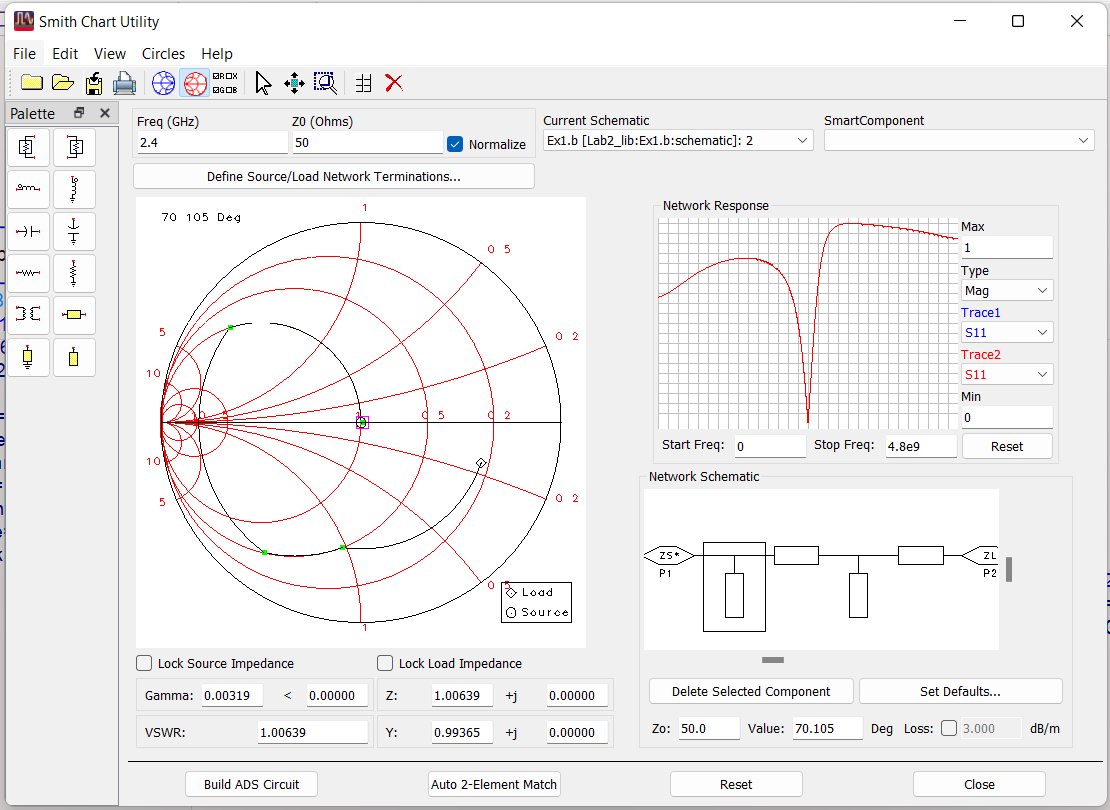 Smith Chart Utility
File Edit View Circles Help
Palette
Freq (GHz) Z0 (Ohms)
2.4 50 Normalize
Current Schematic SmartComponent
Ex1.b [Lab2_lib:Ex1.b:schematic]: 2
Define Source/Load Network Terminations...
70 105 Deg
1
0 5
0 2
5
10
0 5 1 0 5 0 2
10
5
0 2
0 5
1
Load
Source
Network Response
Max
1
Type
Mag
Trace1
S11
Trace2
S11
Min
0
Start Freq: 0 Stop Freq: 4.8e9 Reset
Network Schematic
ZS* ZL
P1 P2
Delete Selected Component Set Defaults...
Zo: 50.0 Value: 70.105 Deg Loss: 3.000 dB/m
Lock Source Impedance Lock Load Impedance
Gamma: 0.00319 < 0.00000 Z: 1.00639 +j 0.00000
VSWR: 1.00639 Y: 0.99365 +j 0.00000
Build ADS Circuit Auto 2-Element Match Reset Close